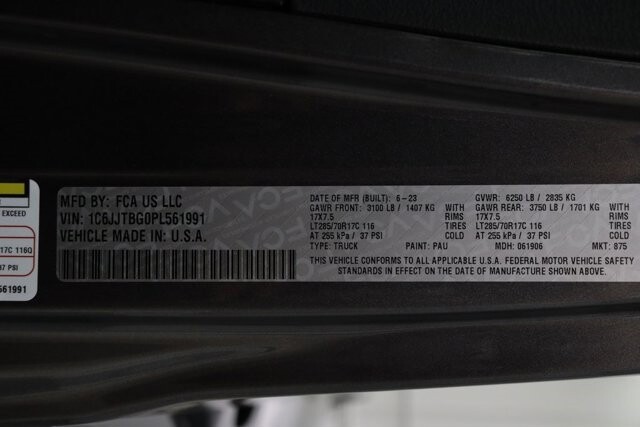 EXCEED
17C 116Q
37 PSI
561991
MFD BY: FCA US LLC
VIN: 1C6JJTBG0PL561991
VEHICLE MADE IN: U.S.A.
DATE OF MFR (BUILT): 6-23 GVWR: 6250 LB / 2835 KG
GAWR FRONT: 3100 LB / 1407 KG WITH GAWR REAR: 3750 LB / 1701 KG WITH
17X7.5 RIMS 17X7.5 RIMS
LT285/70R17C 116 TIRES LT285/70R17C 116 TIRES
AT 255 kPa / 37 PSI COLD AT 255 kPa / 37 PSI COLD
TYPE: TRUCK PAINT: PAU MDH: 061906 MKT: 875
THIS VEHICLE CONFORMS TO ALL APPLICABLE U.S.A. FEDERAL MOTOR VEHICLE SAFETY
STANDARDS IN EFFECT ON THE DATE OF MANUFACTURE SHOWN ABOVE.